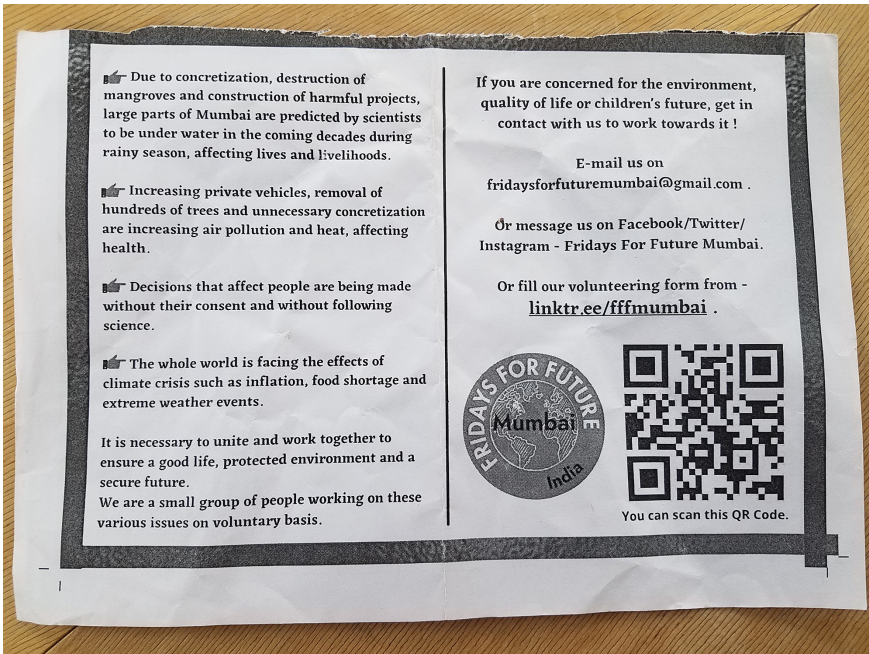 Due to concretization, destruction of
mangroves and construction of harmful projects,
large parts of Mumbai are predicted by scientists
to be under water in the coming decades during
rainy season, affecting lives and livelihoods.
Increasing private vehicles, removal of
hundreds of trees and unnecessary concretization
are increasing air pollution and heat, affecting
health.
Decisions that affect people are being made
without their consent and without following
science.
The whole world is facing the effects of
climate crisis such as inflation, food shortage and
extreme weather events.
It is necessary to unite and work together to
ensure a good life, protected environment and a
secure future.
We are a small group of people working on these
various issues on voluntary basis.
If you are concerned for the environment,
quality of life or children's future, get in
contact with us to work towards it !
E-mail us on
fridaysforfuturemumbai@gmail.com .
Or message us on Facebook/Twitter/
Instagram - Fridays For Future Mumbai.
Or fill our volunteering form from -
linktr.ee/fffmumbai .
FRIDAYS FOR FUTURE
Mumbai
India
You can scan this QR Code.